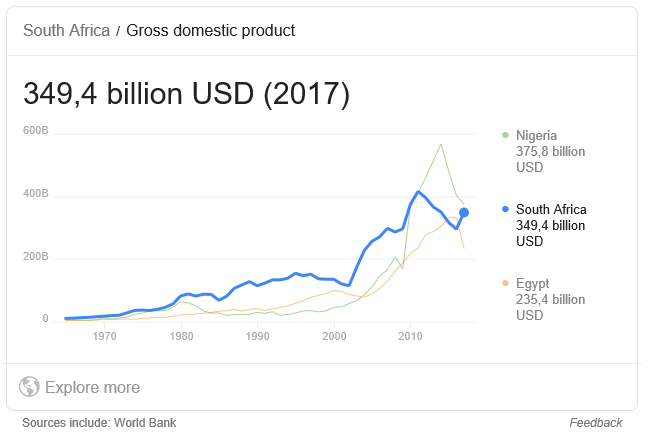 South Africa / Gross domestic product
349,4 billion USD (2017)
600B
400B
200B
0
1970
1980
1990
2000
2010
Nigeria
375,8 billion
USD
South Africa
349,4 billion
USD
Egypt
235,4 billion
USD
Explore more
Sources include: World Bank
Feedback